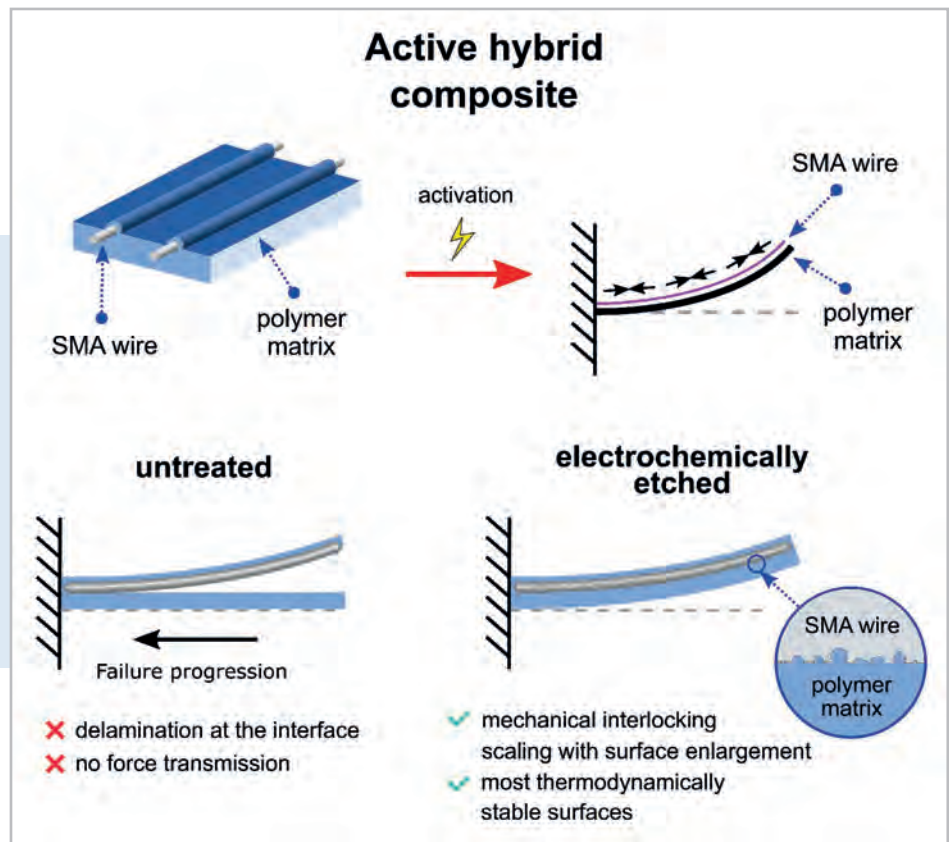 Active hybrid
composite
SMA wire
polymer
matrix
activation
SMA wire
polymer
matrix
untreated
Failure progression
delamination at the interface
no force transmission
electrochemically
etched
SMA wire
polymer
matrix
mechanical interlocking
scaling with surface enlargement
most thermodynamically
stable surfaces